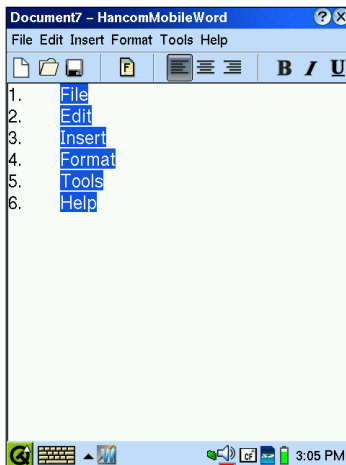 Document7 – HancomMobileWord ? X
File Edit Insert Format Tools Help
F B I U
1. File
2. Edit
3. Insert
4. Format
5. Tools
6. Help
CF 3:05 PM